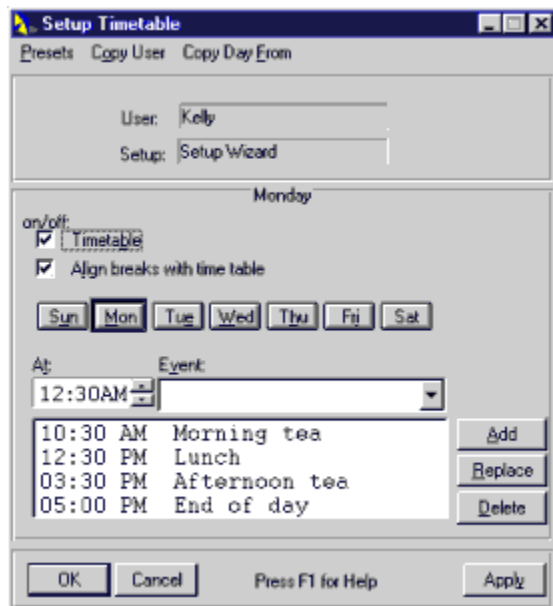 Setup Timetable
Presets Copy User Copy Day From
User: Kelly
Setup: Setup Wizard
Monday
on/off:
Timetable
Align breaks with time table
Sun Mon Tue Wed Thu Fri Sat
At: Event:
12:30AM
10:30 AM Morning tea
12:30 PM Lunch
03:30 PM Afternoon tea
05:00 PM End of day
Add
Replace
Delete
OK Cancel Press F1 for Help Apply